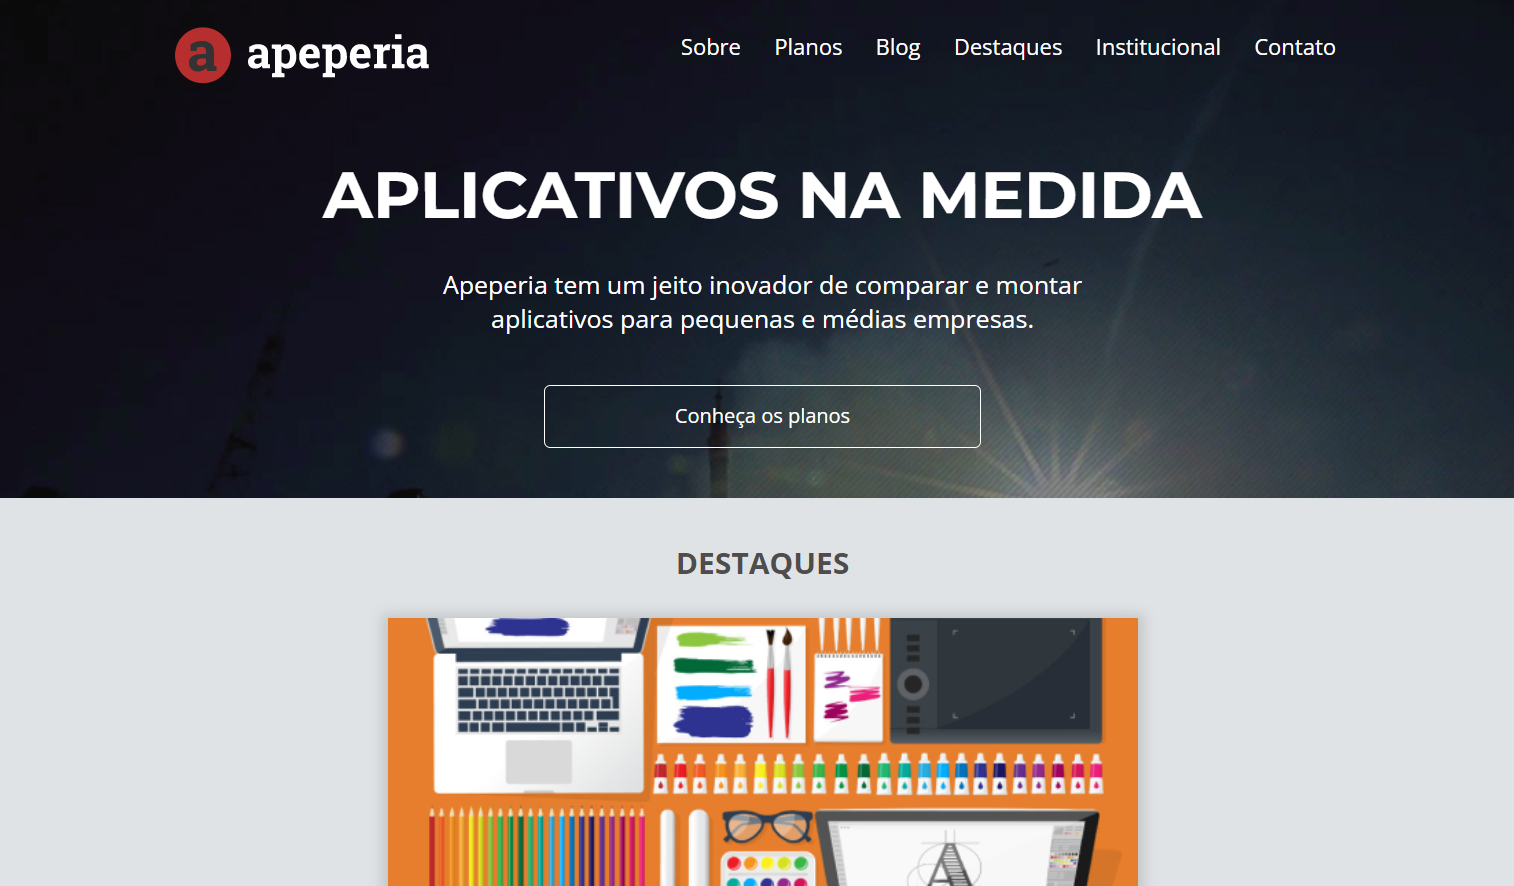 a apeperia
Sobre Planos Blog Destaques Institucional Contato
APLICATIVOS NA MEDIDA
Apeperia tem um jeito inovador de comparar e montar
aplicativos para pequenas e médias empresas.
Conheça os planos
DESTAQUES
A